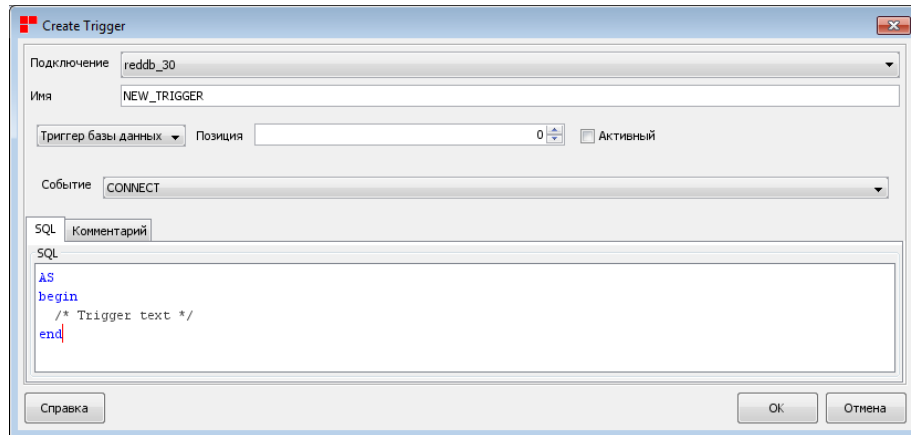 Create Trigger
Подключение reddb_30
Имя NEW_TRIGGER
Триггер базы данных Позиция 0 Активный
Событие CONNECT
SQL Комментарий
SQL
AS
begin
/* Trigger text */
end
Справка OK Отмена